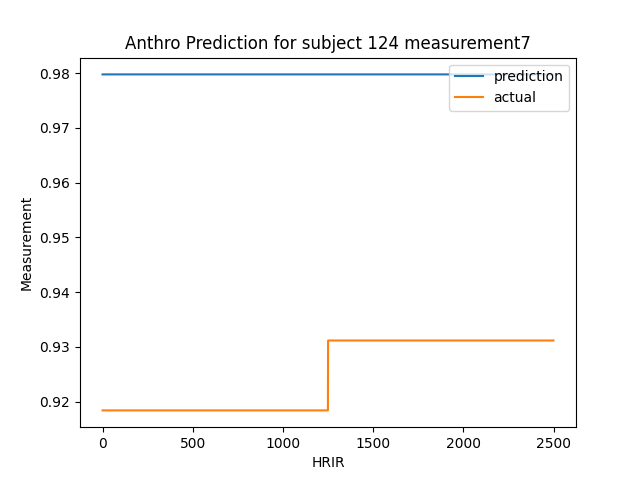 Anthro Prediction for subject 124 measurement7
prediction
actual
0.98
0.97
0.96
0.95
0.94
0.93
0.92
Measurement
0 500 1000 1500 2000 2500
HRIR